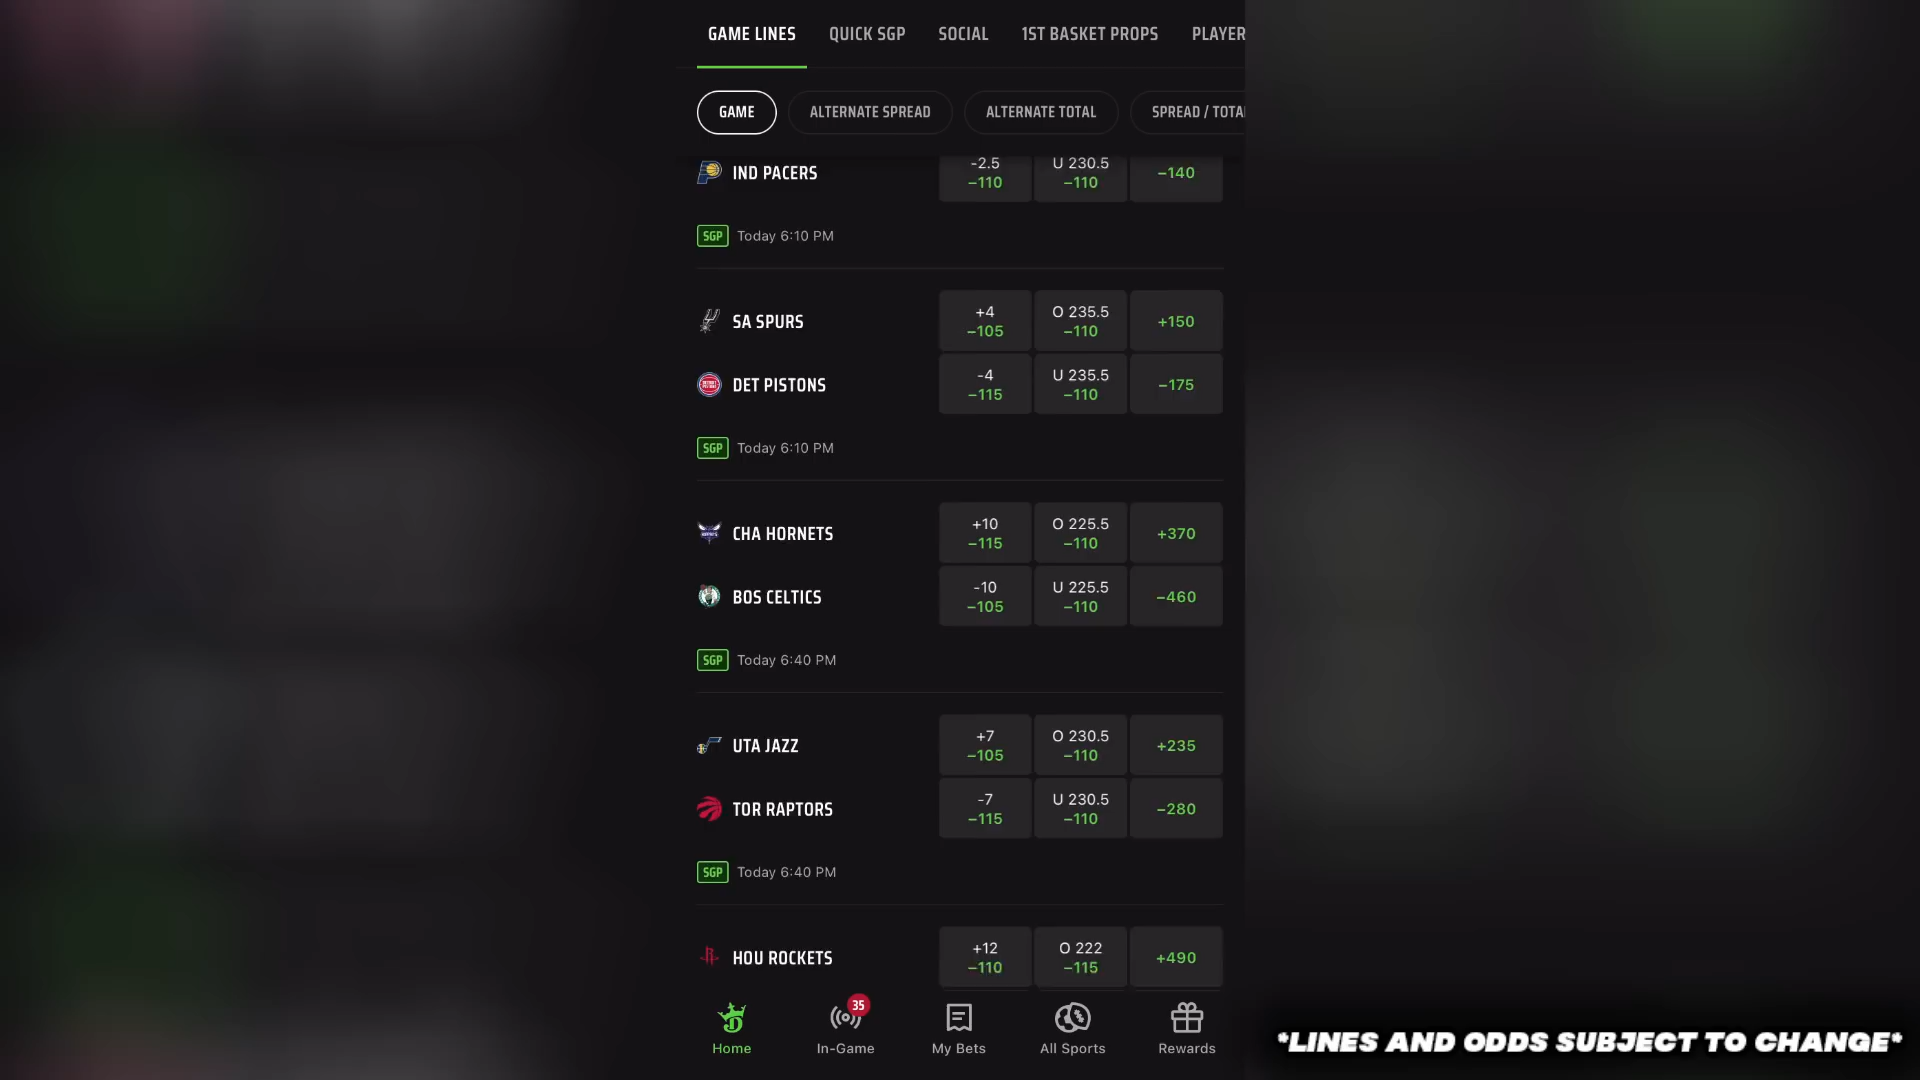 GAME LINES QUICK SGP SOCIAL 1ST BASKET PROPS PLAYER
GAME ALTERNATE SPREAD ALTERNATE TOTAL SPREAD / TOTA
IND PACERS
-2.5
−110
U 230.5
−110
−140
SGP Today 6:10 PM
SA SPURS
+4
−105
O 235.5
−110
+150
DET PISTONS
-4
−115
U 235.5
−110
−175
SGP Today 6:10 PM
CHA HORNETS
+10
−115
O 225.5
−110
+370
BOS CELTICS
-10
−105
U 225.5
−110
−460
SGP Today 6:40 PM
UTA JAZZ
+7
−105
O 230.5
−110
+235
TOR RAPTORS
-7
−115
U 230.5
−110
−280
SGP Today 6:40 PM
HOU ROCKETS
+12
−110
O 222
−115
+490
35
Home In-Game My Bets All Sports Rewards
*LINES AND ODDS SUBJECT TO CHANGE*